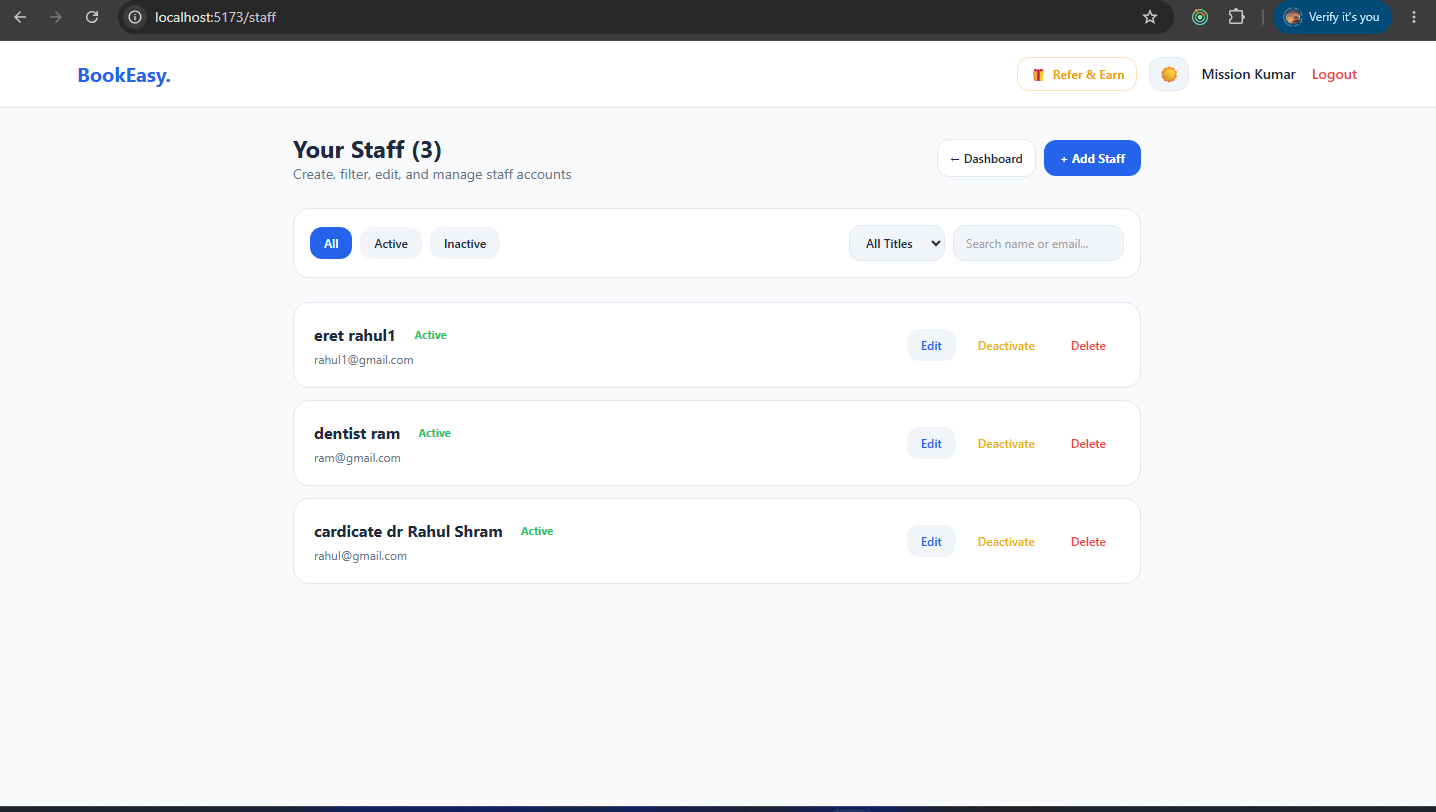 localhost:5173/staff
Verify it's you
BookEasy.
Refer & Earn
Mission Kumar
Logout
Your Staff (3)
Create, filter, edit, and manage staff accounts
← Dashboard
+ Add Staff
All
Active
Inactive
All Titles
Search name or email...
eret rahul1
Active
rahul1@gmail.com
Edit
Deactivate
Delete
dentist ram
Active
ram@gmail.com
Edit
Deactivate
Delete
cardicate dr Rahul Shram
Active
rahul@gmail.com
Edit
Deactivate
Delete